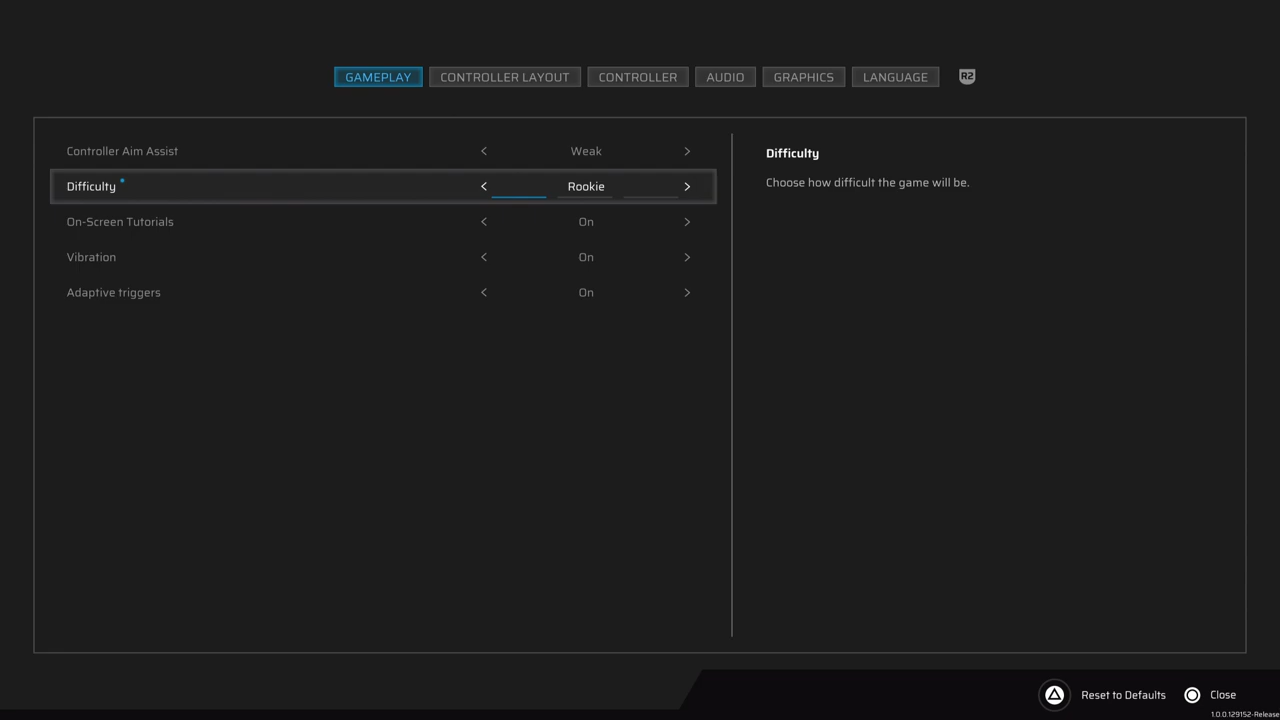 GAMEPLAY CONTROLLER LAYOUT CONTROLLER AUDIO GRAPHICS LANGUAGE R2
Controller Aim Assist < Weak >
Difficulty * < Rookie >
On-Screen Tutorials < On >
Vibration < On >
Adaptive triggers < On >
Difficulty
Choose how difficult the game will be.
Reset to Defaults Close
1.0.0.129152-Release